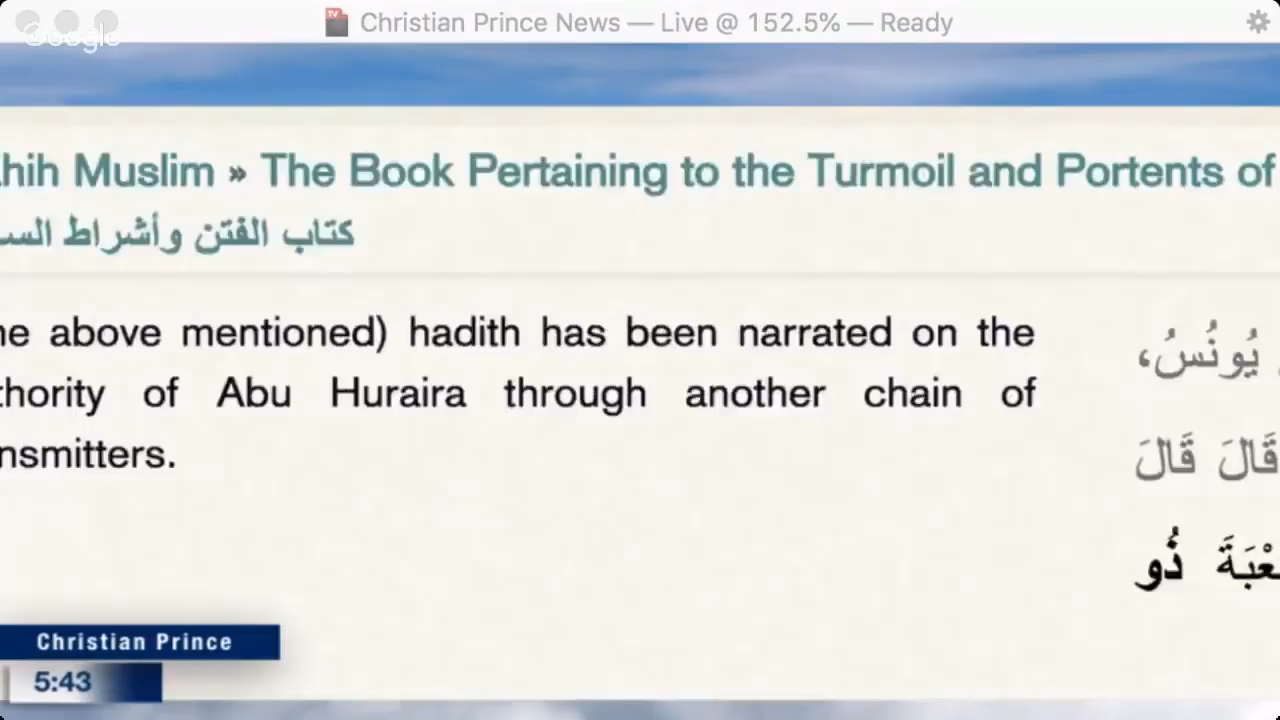 Christian Prince News — Live @ 152.5% — Ready
Google
hih Muslim » The Book Pertaining to the Turmoil and Portents of
كتاب الفتن وأشراط الس
he above mentioned) hadith has been narrated on the
يُونُسُ،
thority of Abu Huraira through another chain of
nsmitters.
قَالَ قَالَ
ذُو
Christian Prince
5:43